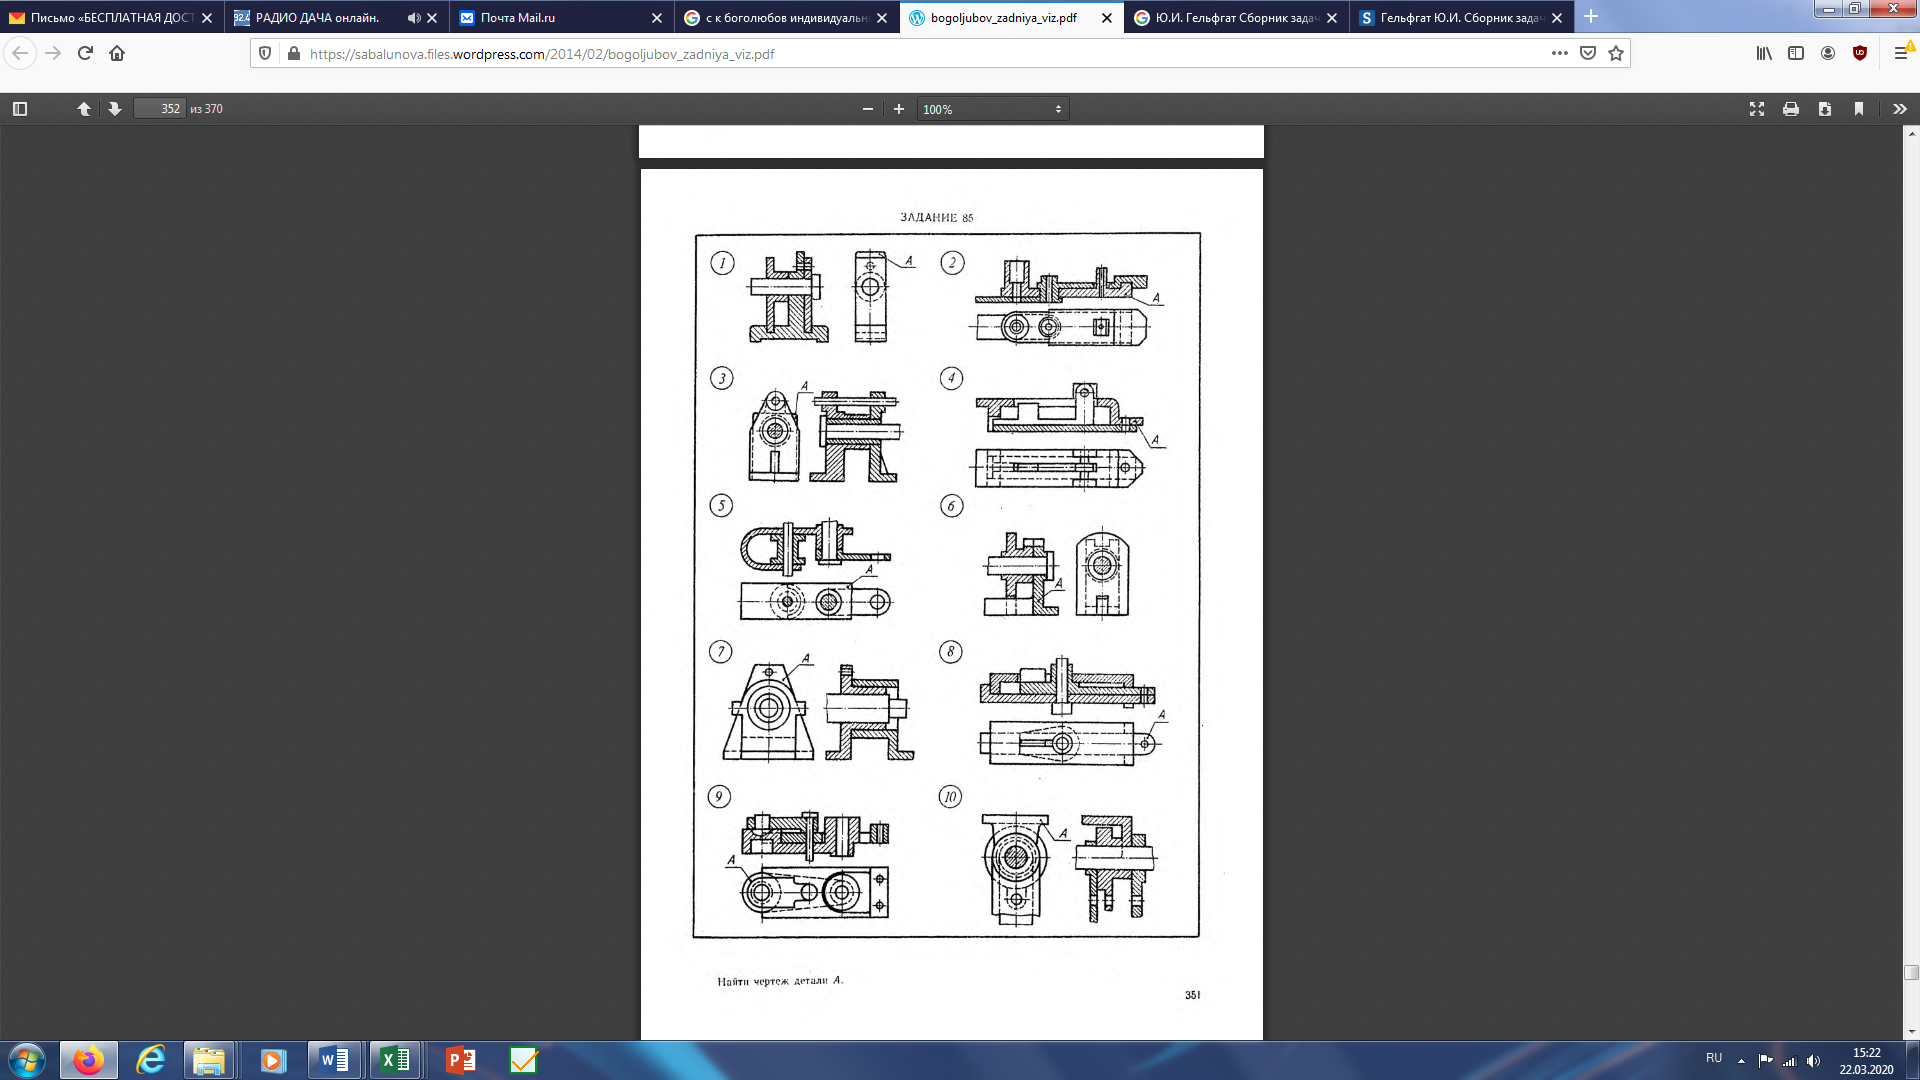 Письмо «БЕСПЛАТНАЯ ДОСТ
РАДИО ДАЧА онлайн.
Почта Mail.ru
с к боголюбов индивидуальн
bogoljubov_zadniya_viz.pdf
Ю.И. Гельфгат Сборник задач
Гельфгат Ю.И. Сборник задач
https://sabalunova.files.wordpress.com/2014/02/bogoljubov_zadniya_viz.pdf
352 из 370
100%
ЗАДАНИЕ 85
1
A
2
A
3
A
4
A
5
A
6
A
7
A
8
A
9
A
10
A
Найти чертеж детали А.
351
RU
15:22
22.03.2020